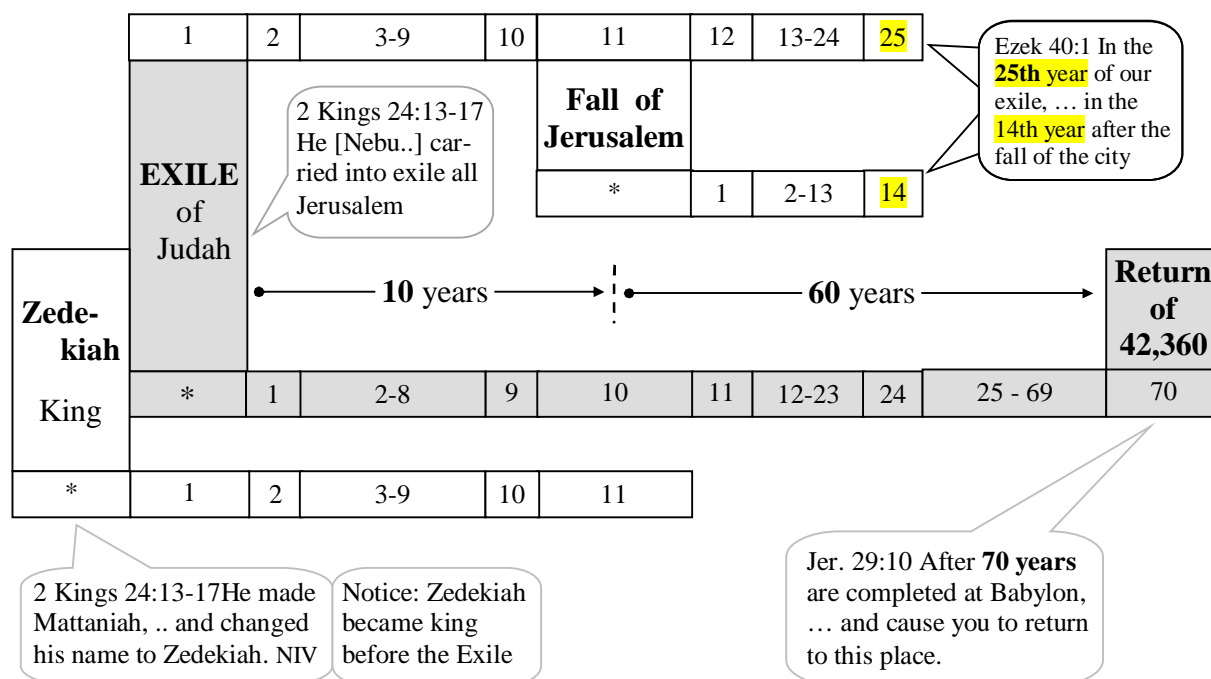 1 2 3-9 10 11 12 13-24 25
Ezek 40:1 In the
25th year of our
exile, … in the
14th year after the
fall of the city
2 Kings 24:13-17
He [Nebu..] car-
ried into exile all
Jerusalem
Fall of
Jerusalem
EXILE
of
Judah
* 1 2-13 14
Zede-
kiah
King
10 years
60 years
Return
of
42,360
* 1 2-8 9 10 11 12-23 24 25 - 69 70
* 1 2 3-9 10 11
2 Kings 24:13-17He made
Mattaniah, .. and changed
his name to Zedekiah. NIV
Notice: Zedekiah
became king
before the Exile
Jer. 29:10 After 70 years
are completed at Babylon,
… and cause you to return
to this place.